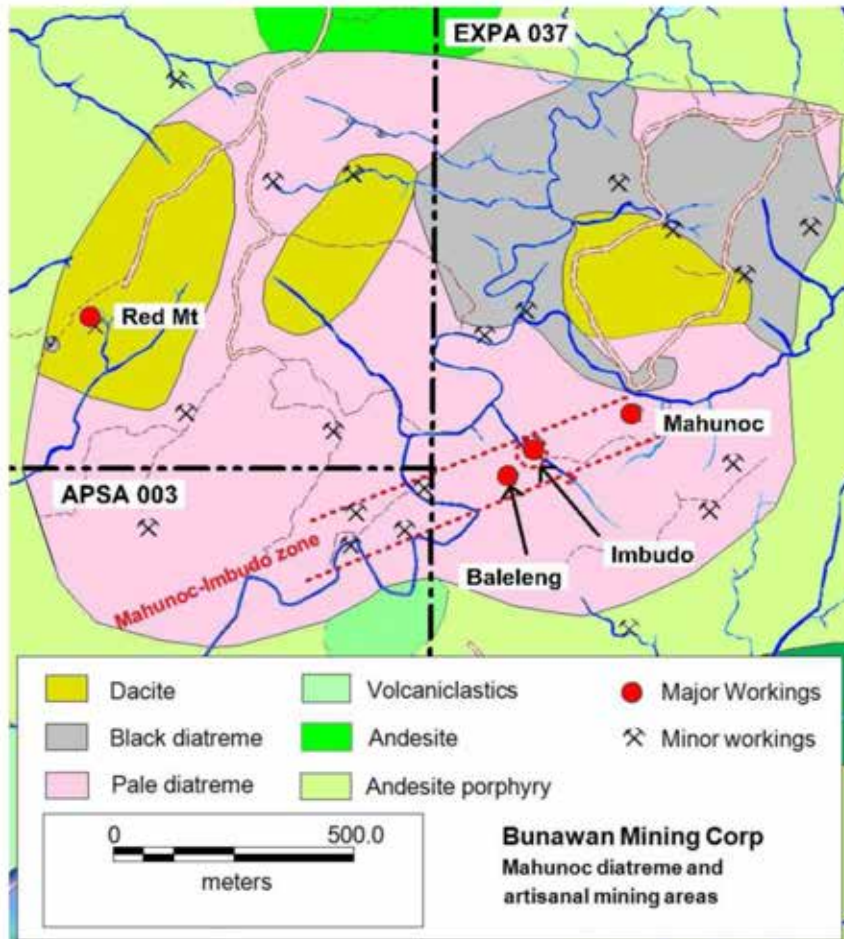 EXPA 037
Red Mt
Mahunoc
APSA 003
Imbudo
Baleleng
Mahunoc-Imbudo zone
Dacite
Volcaniclastics
Major Workings
Black diatreme
Andesite
Minor workings
Pale diatreme
Andesite porphyry
0 500.0
meters
Bunawan Mining Corp
Mahunoc diatreme and
artisanal mining areas